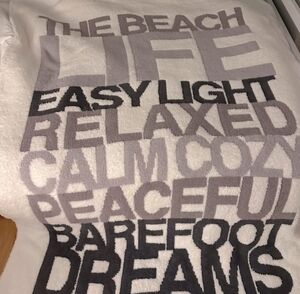 THE BEACH
LIFE
EASY LIGHT
RELAXED
CALM COZY
PEACEFUL
BAREFOOT
DREAMS